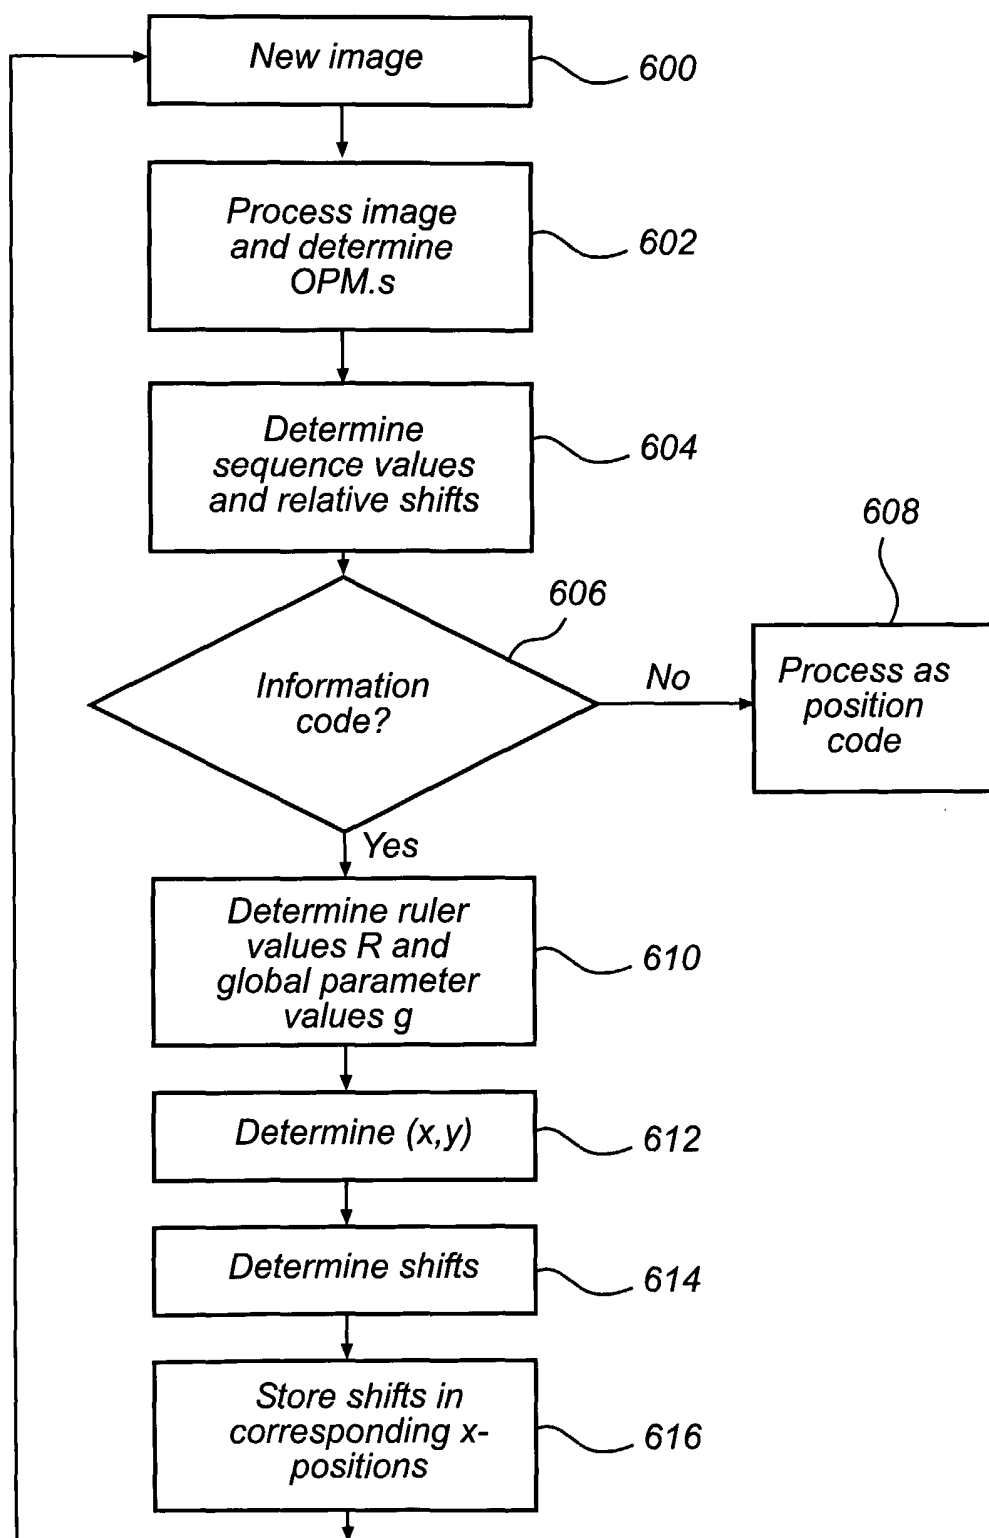 New image
600
Process image
and determine
OPM.s
602
Determine
sequence values
and relative shifts
604
606
Information
code?
No
608
Process as
position
code
Yes
Determine ruler
values R and
global parameter
values g
610
Determine (x,y)
612
Determine shifts
614
Store shifts in
corresponding x-
positions
616